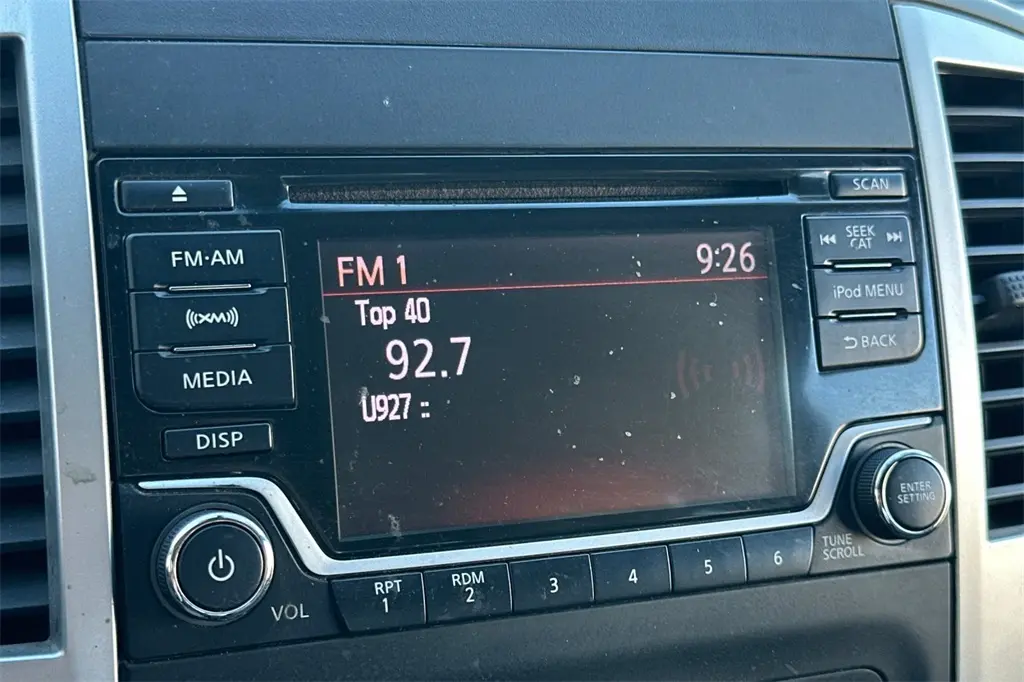 SCAN
FM·AM
((XM))
MEDIA
DISP
VOL
FM 1
9:26
Top 40
92.7
U927 ::
SEEK
CAT
iPod MENU
BACK
ENTER
SETTING
TUNE
SCROLL
RPT
1
RDM
2
3
4
5
6